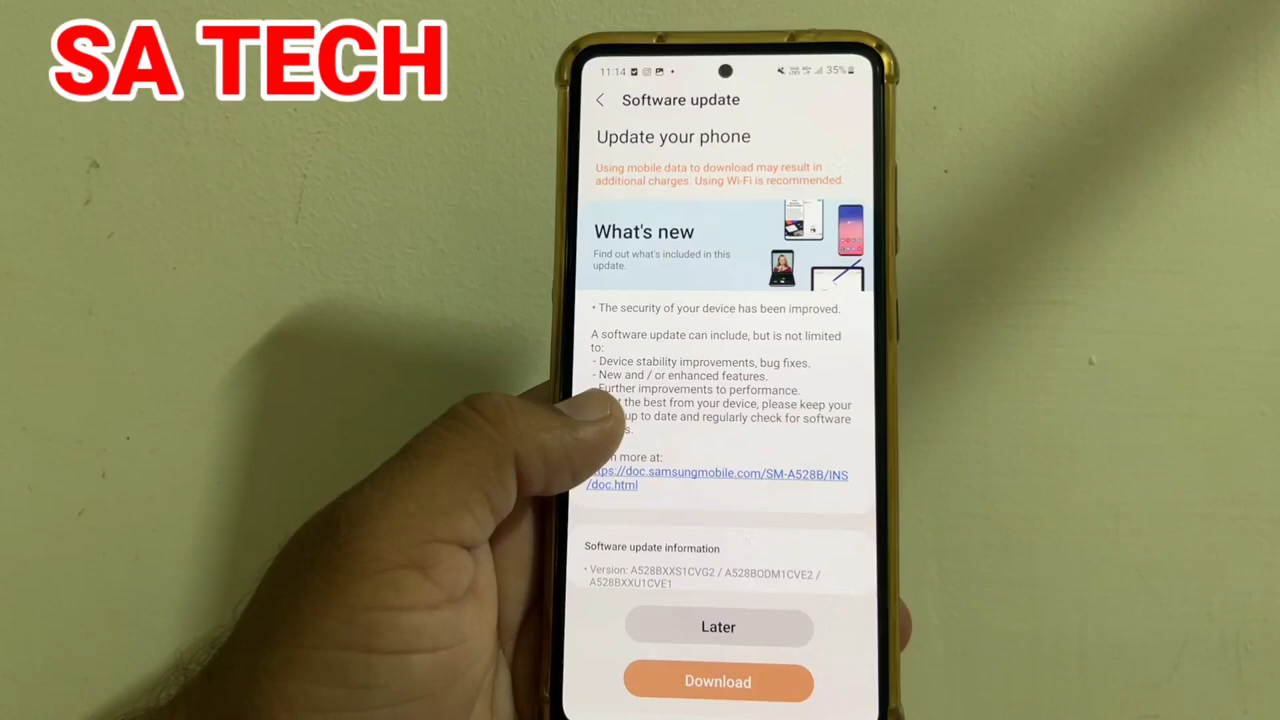 SA TECH
11:14
35%
Software update
Update your phone
Using mobile data to download may result in
additional charges. Using Wi-Fi is recommended.
What's new
Find out what's included in this
update.
• The security of your device has been improved.
A software update can include, but is not limited
to:
- Device stability improvements, bug fixes.
- New and / or enhanced features.
- Further improvements to performance.
the best from your device, please keep your
up to date and regularly check for software
more at:
doc.samsungmobile.com/SM-A528B/INS
/doc.html
Software update information
• Version: A528BXXS1CVG2 / A528BODM1CVE2 /
A528BXXU1CVE1
Later
Download